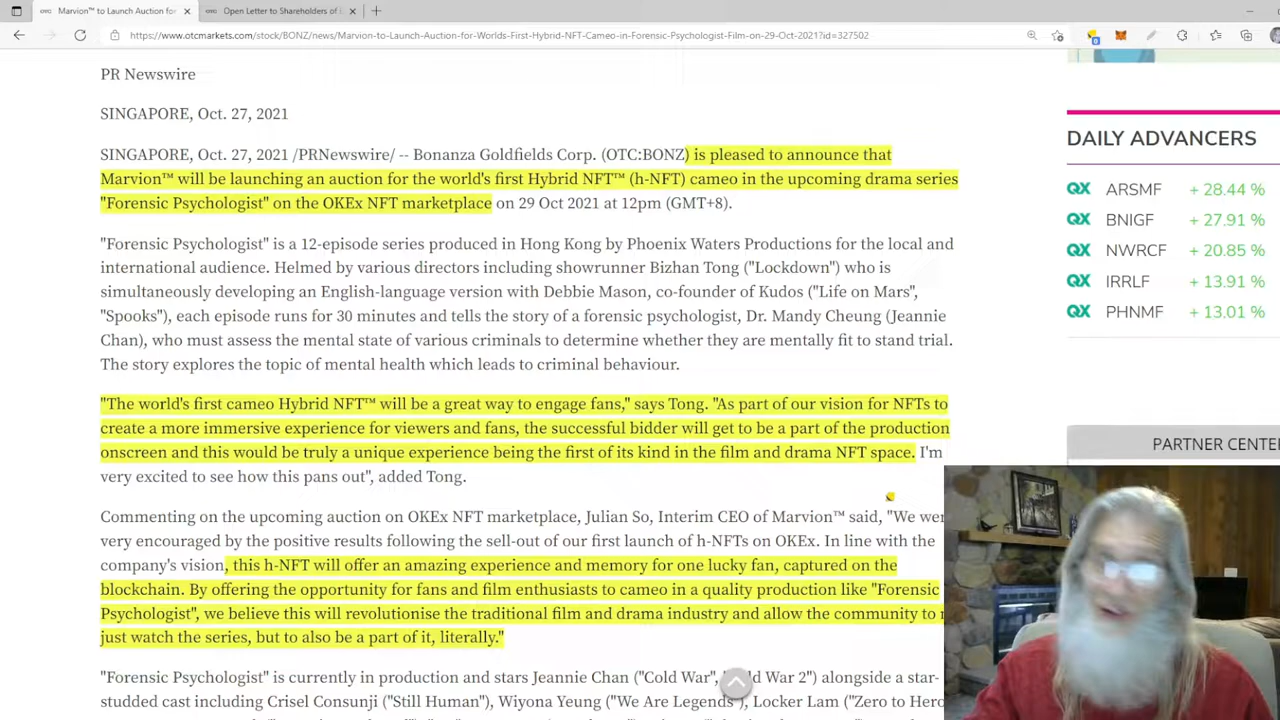 Marvion™ to Launch Auction for W
Open Letter to Shareholders of
https://www.otcmarkets.com/stock/BONZ/news/Marvion-to-Launch-Auction-for-Worlds-First-Hybrid-NFT-Cameo-in-Forensic-Psychologist-Film-on-29-Oct-2021?id=327502
PR Newswire
SINGAPORE, Oct. 27, 2021
SINGAPORE, Oct. 27, 2021 /PRNewswire/ -- Bonanza Goldfields Corp. (OTC:BONZ) is pleased to announce that
Marvion™ will be launching an auction for the world's first Hybrid NFT™ (h-NFT) cameo in the upcoming drama series
"Forensic Psychologist" on the OKEx NFT marketplace on 29 Oct 2021 at 12pm (GMT+8).
"Forensic Psychologist" is a 12-episode series produced in Hong Kong by Phoenix Waters Productions for the local and
international audience. Helmed by various directors including showrunner Bizhan Tong ("Lockdown") who is
simultaneously developing an English-language version with Debbie Mason, co-founder of Kudos ("Life on Mars",
"Spooks"), each episode runs for 30 minutes and tells the story of a forensic psychologist, Dr. Mandy Cheung (Jeannie
Chan), who must assess the mental state of various criminals to determine whether they are mentally fit to stand trial.
The story explores the topic of mental health which leads to criminal behaviour.
"The world's first cameo Hybrid NFT™ will be a great way to engage fans," says Tong. "As part of our vision for NFTs to
create a more immersive experience for viewers and fans, the successful bidder will get to be a part of the production
onscreen and this would be truly a unique experience being the first of its kind in the film and drama NFT space. I'm
very excited to see how this pans out", added Tong.
Commenting on the upcoming auction on OKEx NFT marketplace, Julian So, Interim CEO of Marvion™ said, "We wer
very encouraged by the positive results following the sell-out of our first launch of h-NFTs on OKEx. In line with the
company's vision, this h-NFT will offer an amazing experience and memory for one lucky fan, captured on the
blockchain. By offering the opportunity for fans and film enthusiasts to cameo in a quality production like "Forensic
Psychologist", we believe this will revolutionise the traditional film and drama industry and allow the community to
just watch the series, but to also be a part of it, literally."
"Forensic Psychologist" is currently in production and stars Jeannie Chan ("Cold War", ld War 2") alongside a star-
studded cast including Crisel Consunji ("Still Human"), Wiyona Yeung ("We Are Legends"), Locker Lam ("Zero to Hero
DAILY ADVANCERS
QX ARSMF + 28.44 %
QX BNIGF + 27.91 %
QX NWRCF + 20.85 %
QX IRRLF + 13.91 %
QX PHNMF + 13.01 %
PARTNER CENTE